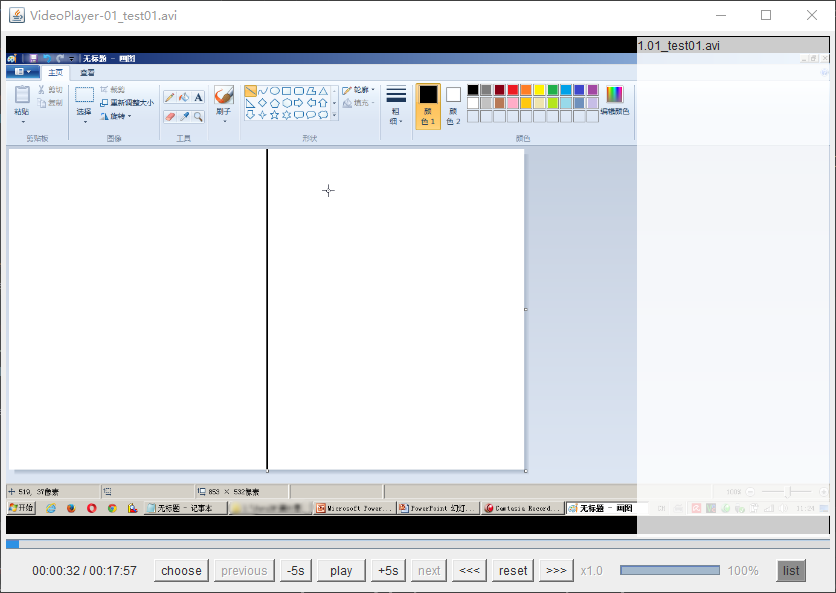 VideoPlayer-01_test01.avi
1.01_test01.avi
无标题 - 画图
主页 查看
粘贴
剪切
复制
剪贴板
选择
裁剪
重新调整大小
旋转
图像
A
工具
刷子
形状
轮廓
填充
粗细
颜色 1
颜色 2
编辑颜色
颜色
519, 37像素
853 × 532像素
100%
开始
无标题 - 记事本
Microsoft Power...
PowerPoint 幻灯...
Camtasia Record...
无标题 - 画图
CH
11:24
00:00:32 / 00:17:57
choose
previous
-5s
play
+5s
next
<<<
reset
>>>
x1.0
100%
list